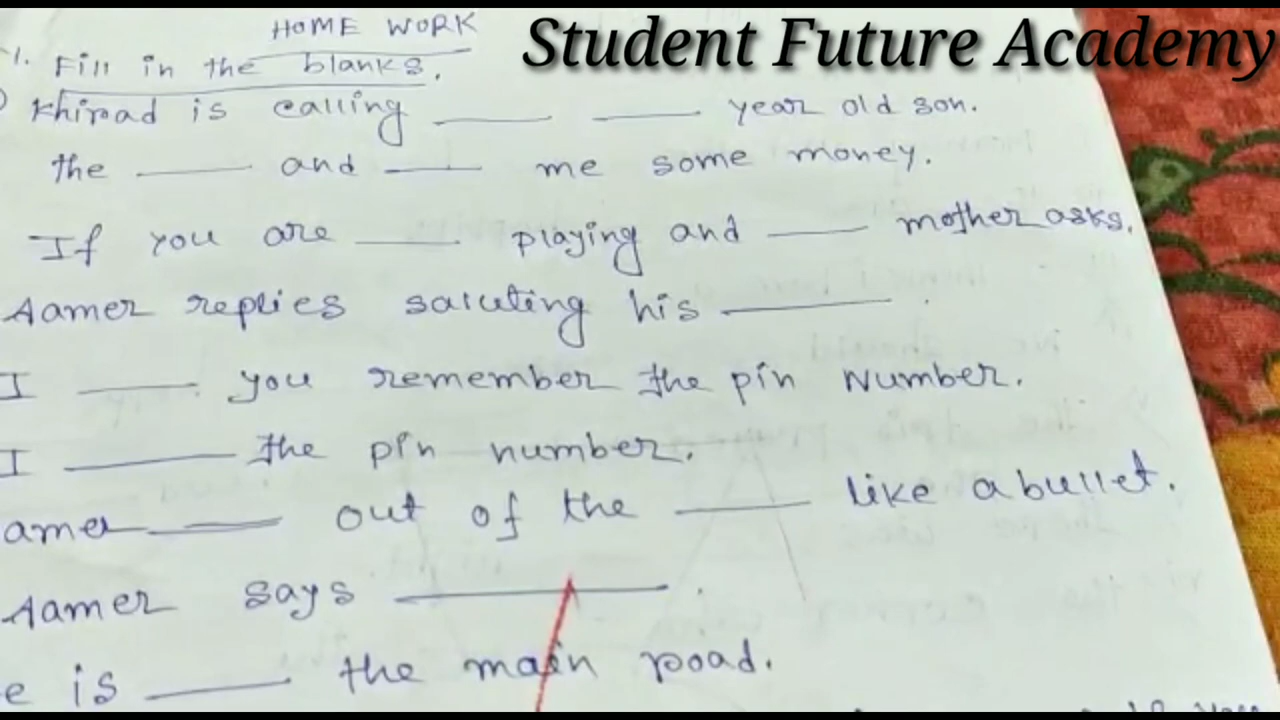 Student Future Academy
HOME WORK
1. Fill in the blanks.
Khirad is calling ____ ____ year old son.
the ____ and ____ me some money.
If you are ____ playing and ____ mother asks.
Aamer replies saluting his ____.
I ____ you remember the pin Number.
I ____ the pin number.
amer ____ out of the ____ like a bullet.
Aamer says ____.
e is ____ the main road.